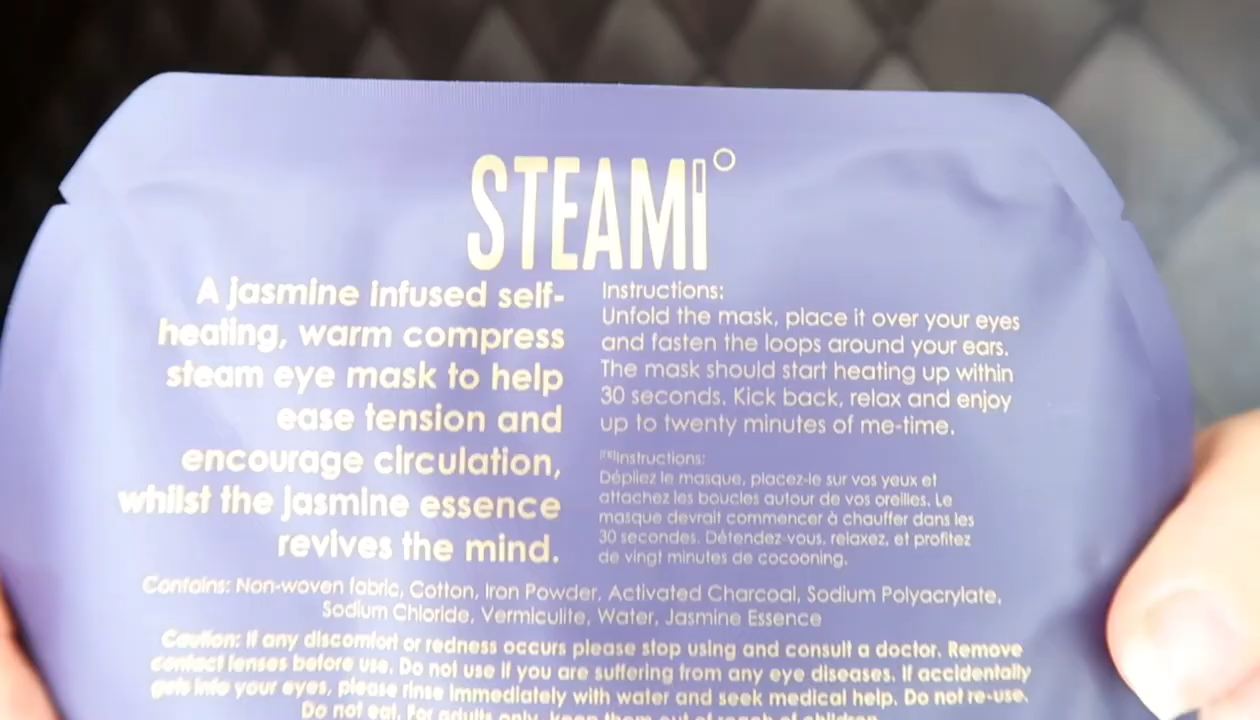 STEAMI°
A jasmine infused self-
heating, warm compress
steam eye mask to help
ease tension and
encourage circulation,
whilst the jasmine essence
revives the mind.
Instructions:
Unfold the mask, place it over your eyes
and fasten the loops around your ears.
The mask should start heating up within
30 seconds. Kick back, relax and enjoy
up to twenty minutes of me-time.
Instructions:
Dépliez le masque, placez-le sur vos yeux et
attachez les boucles autour de vos oreilles. Le
masque devrait commencer à chauffer dans les
30 secondes. Détendez-vous, relaxez, et profitez
de vingt minutes de cocooning.
Contains: Non-woven fabric, Cotton, Iron Powder, Activated Charcoal, Sodium Polyacrylate,
Sodium Chloride, Vermiculite, Water, Jasmine Essence
Caution: If any discomfort or redness occurs please stop using and consult a doctor. Remove
contact lenses before use. Do not use if you are suffering from any eye diseases. If accidentally
gets into your eyes, please rinse immediately with water and seek medical help. Do not re-use.
Do not eat. For adults only, keep them out of reach of children.